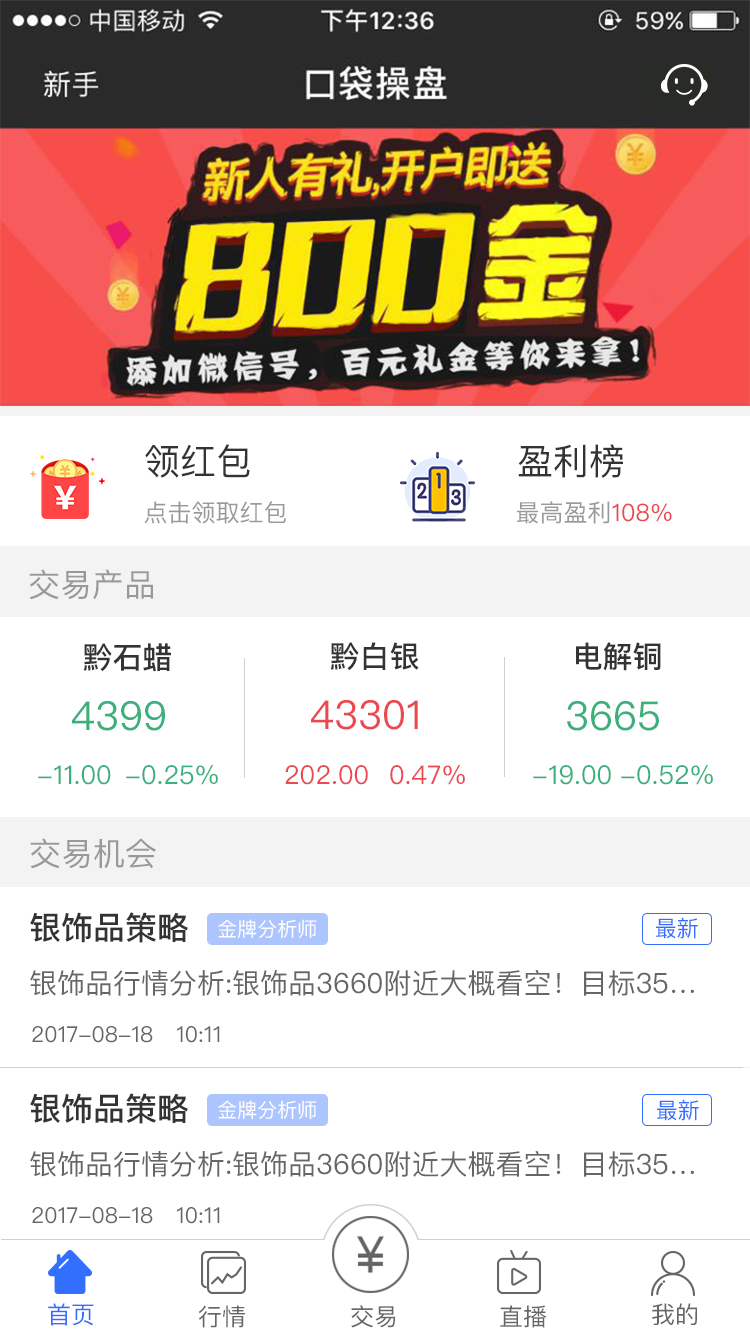 中国移动 下午12:36 59%
新手 口袋操盘
新人有礼,开户即送
800金
添加微信号，百元礼金等你来拿！
领红包
点击领取红包
盈利榜
最高盈利108%
交易产品
黔石蜡 黔白银 电解铜
4399 43301 3665
-11.00 -0.25% 202.00 0.47% -19.00 -0.52%
交易机会
银饰品策略 金牌分析师 最新
银饰品行情分析:银饰品3660附近大概看空！目标35...
2017-08-18 10:11
银饰品策略 金牌分析师 最新
银饰品行情分析:银饰品3660附近大概看空！目标35...
2017-08-18 10:11
首页 行情 交易 直播 我的